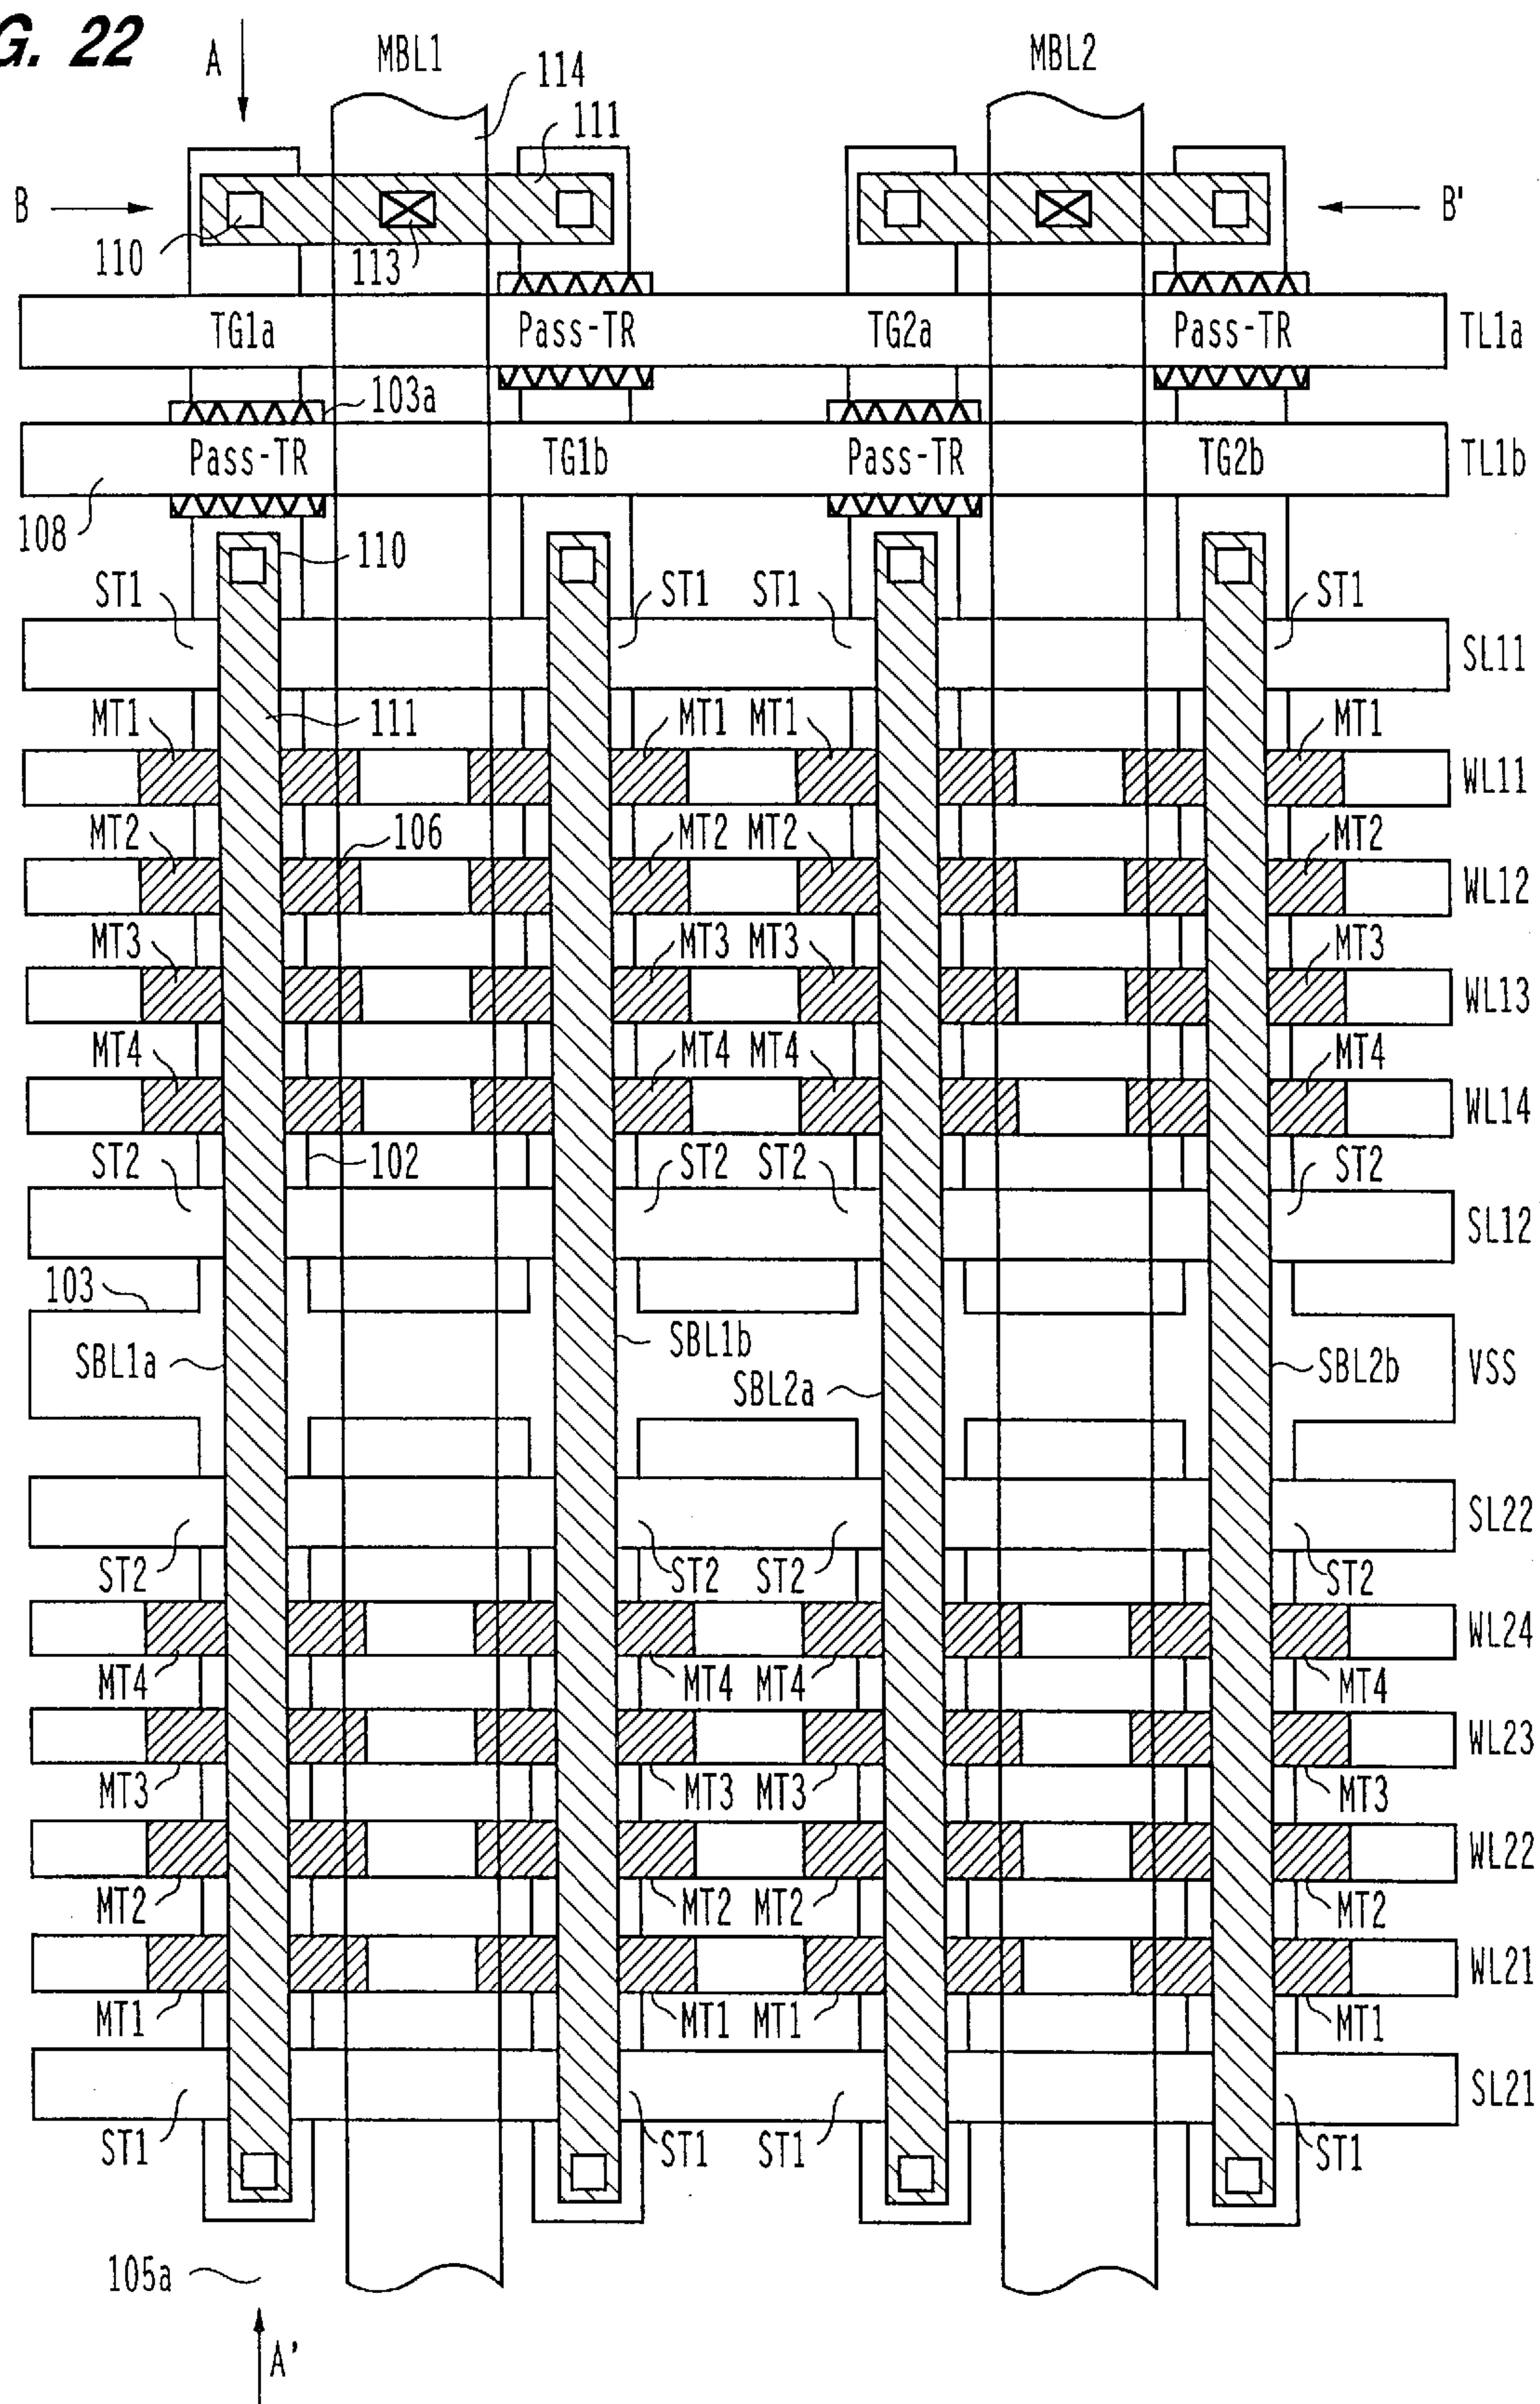 G. 22
A MBL1 MBL2
114
111
B B'
110 113
TG1a Pass-TR TG2a Pass-TR TL1a
103a
Pass-TR TG1b Pass-TR TG2b TL1b
108
110
ST1 ST1 ST1 ST1
SL11
MT1 111 MT1 MT1 MT1
WL11
MT2 106 MT2 MT2 MT2
WL12
MT3 MT3 MT3 MT3
WL13
MT4 MT4 MT4 MT4
WL14
ST2 102 ST2 ST2 ST2
SL12
103
SBL1a SBL1b SBL2a SBL2b VSS
SL22
ST2 ST2 ST2 ST2
WL24
MT4 MT4 MT4 MT4
WL23
MT3 MT3 MT3 MT3
WL22
MT2 MT2 MT2 MT2
WL21
MT1 MT1 MT1 MT1
SL21
ST1 ST1 ST1 ST1
105a
A'